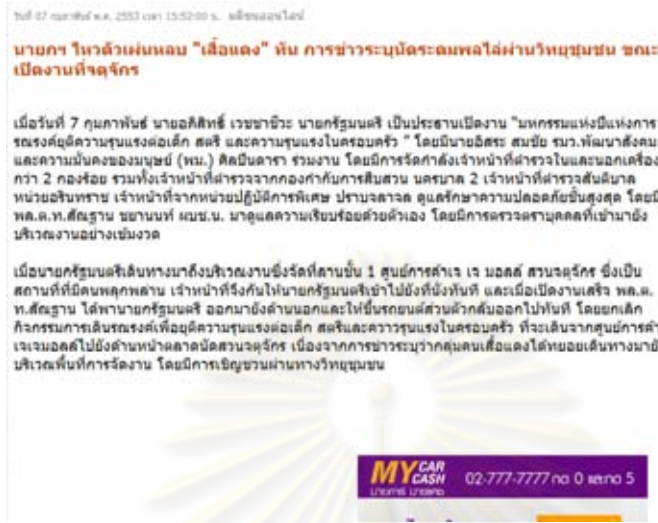 วันที่ 07 กุมภาพันธ์ พ.ศ. 2553 เวลา 15:52:00 น. มติชนออนไลน์
นายกฯ ไหวตัวเผ่นหลบ "เสื้อแดง" ทัน การข่าวระบุนัดระดมพลไล่ผ่านวิทยุชุมชน ขณะ
เปิดงานที่จตุจักร
เมื่อวันที่ 7 กุมภาพันธ์ นายอภิสิทธิ์ เวชชาชีวะ นายกรัฐมนตรี เป็นประธานเปิดงาน "มหกรรมแห่งปีแห่งการ
รณรงค์ยุติความรุนแรงต่อเด็ก สตรี และความรุนแรงในครอบครัว " โดยมีนายอิสระ สมชัย รมว.พัฒนาสังคม
และความมั่นคงของมนุษย์ (พม.) ศิลปินดารา ร่วมงาน โดยมีการจัดกำลังเจ้าหน้าที่ตำรวจในและนอกเครื่อง
กว่า 2 กองร้อย รวมทั้งเจ้าหน้าที่ตำรวจจากกองกำกับการสืบสวน นครบาล 2 เจ้าหน้าที่ตำรวจสันติบาล
หน่วยอรินทราช เจ้าหน้าที่จากหน่วยปฏิบัติการพิเศษ ปราบจลาจล ดูแลรักษาความปลอดภัยขั้นสูงสุด โดยมี
พล.ต.ท.สัณฐาน ชยานนท์ ผบช.น. มาดูแลความเรียบร้อยด้วยตัวเอง โดยมีการตรวจตราบุคคลที่เข้ามายัง
บริเวณงานอย่างเข้มงวด
เมื่อนายกรัฐมนตรีเดินทางมาถึงบริเวณงานซึ่งจัดที่ลานชั้น 1 ศูนย์การค้าเจ เจ มอลล์ สวนจตุจักร ซึ่งเป็น
สถานที่ที่มีคนพลุกพล่าน เจ้าหน้าที่จึงกันให้นายกรัฐมนตรีเข้าไปยังที่นั่งทันที และเมื่อเปิดงานเสร็จ พล.ต.
ท.สัณฐาน ได้พานายกรัฐมนตรี ออกมายังด้านนอกและให้ขึ้นรถยนต์ส่วนตัวกลับออกไปทันที โดยยกเลิก
กิจกรรมการเดินรณรงค์เพื่อยุติความรุนแรงต่อเด็ก สตรีและความรุนแรงในครอบครัว ที่จะเดินจากศูนย์การค้า
เจเจมอลล์ไปยังด้านหน้าตลาดนัดสวนจตุจักร เนื่องจากการข่าวระบุว่ากลุ่มคนเสื้อแดงได้ทยอยเดินทางมายัง
บริเวณพื้นที่การจัดงาน โดยมีการเชิญชวนผ่านทางวิทยุชุมชน
MY CAR CASH 02-777-7777 กด 0 และกด 5